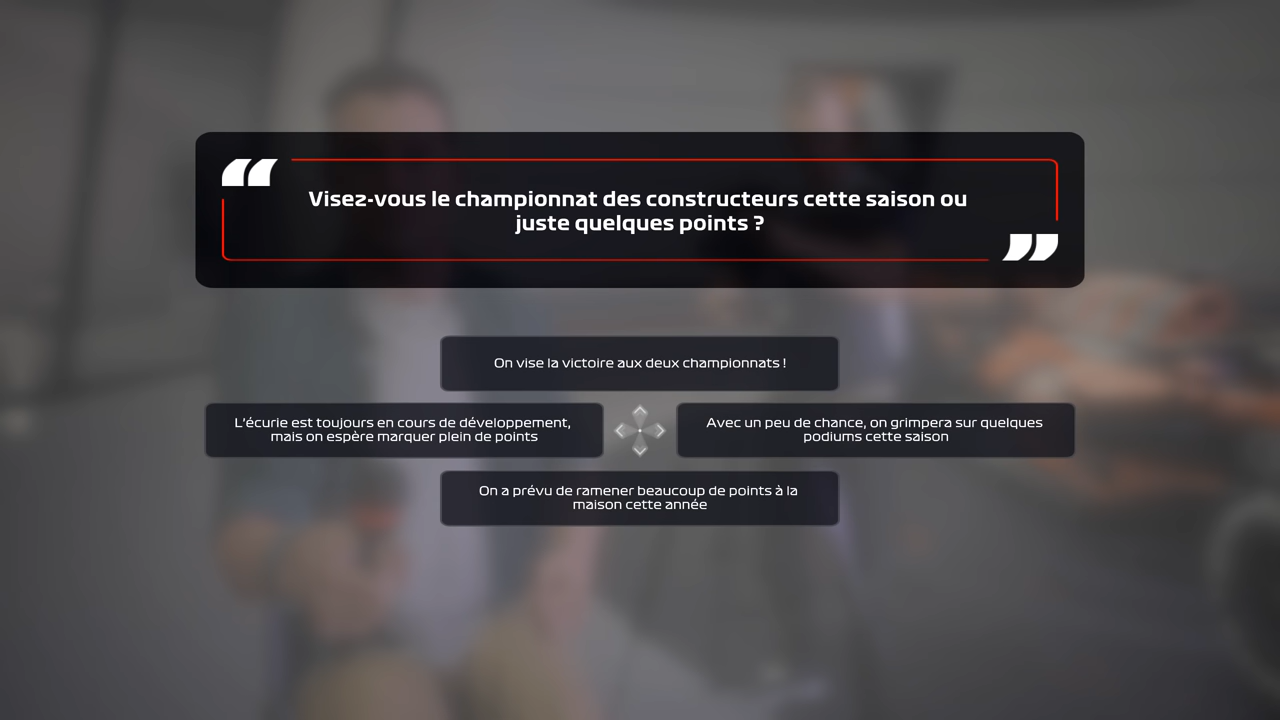 Visez-vous le championnat des constructeurs cette saison ou
juste quelques points ?
On vise la victoire aux deux championnats !
L'écurie est toujours en cours de développement,
mais on espère marquer plein de points
Avec un peu de chance, on grimpera sur quelques
podiums cette saison
On a prévu de ramener beaucoup de points à la
maison cette année